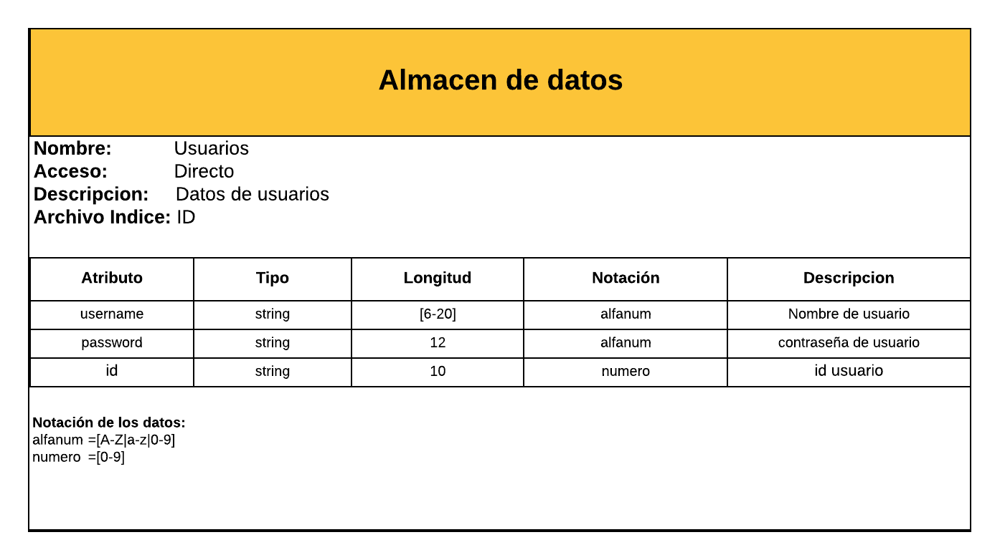 Almacen de datos
Nombre: Usuarios
Acceso: Directo
Descripcion: Datos de usuarios
Archivo Indice: ID
Atributo Tipo Longitud Notación Descripcion
username string [6-20] alfanum Nombre de usuario
password string 12 alfanum contraseña de usuario
id string 10 numero id usuario
Notación de los datos:
alfanum =[A-Z|a-z|0-9]
numero =[0-9]